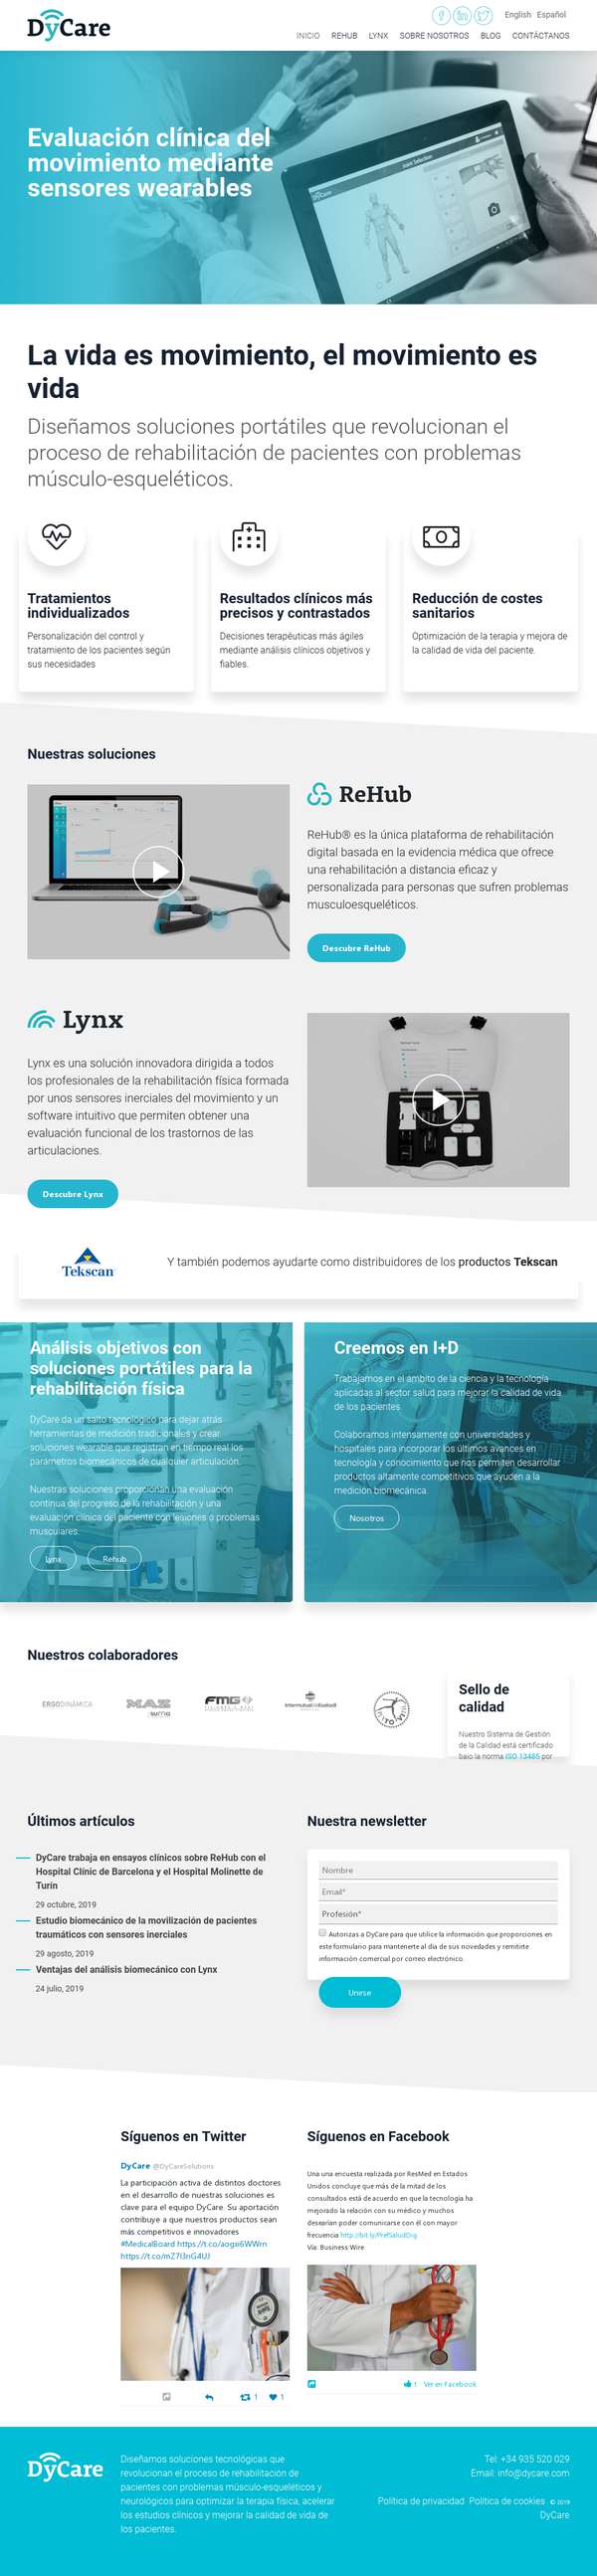 DyCare
English Español
INICIO REHUB LYNX SOBRE NOSOTROS BLOG CONTÁCTANOS
Evaluación clínica del
movimiento mediante
sensores wearables
Joint Selection
DyCare
La vida es movimiento, el movimiento es
vida
Diseñamos soluciones portátiles que revolucionan el
proceso de rehabilitación de pacientes con problemas
músculo-esqueléticos.
Tratamientos
individualizados
Personalización del control y
tratamiento de los pacientes según
sus necesidades
Resultados clínicos más
precisos y contrastados
Decisiones terapéuticas más ágiles
mediante análisis clínicos objetivos y
fiables.
Reducción de costes
sanitarios
Optimización de la terapia y mejora de
la calidad de vida del paciente.
Nuestras soluciones
ReHub
ReHub® es la única plataforma de rehabilitación
digital basada en la evidencia médica que ofrece
una rehabilitación a distancia eficaz y
personalizada para personas que sufren problemas
musculoesqueléticos.
Descubre ReHub
Lynx
Lynx es una solución innovadora dirigida a todos
los profesionales de la rehabilitación física formada
por unos sensores inerciales del movimiento y un
software intuitivo que permiten obtener una
evaluación funcional de los trastornos de las
articulaciones.
Descubre Lynx
Tekscan
Y también podemos ayudarte como distribuidores de los productos Tekscan
Análisis objetivos con
soluciones portátiles para la
rehabilitación física
DyCare da un salto tecnológico para dejar atrás
herramientas de medición tradicionales y crear
soluciones wearable que registran en tiempo real los
parámetros biomecánicos de cualquier articulación.
Nuestras soluciones proporcionan una evaluación
continua del progreso de la rehabilitación y una
evaluación clínica del paciente con lesiones o problemas
musculares.
Lynx Rehub
Creemos en I+D
Trabajamos en el ámbito de la ciencia y la tecnología
aplicadas al sector salud para mejorar la calidad de vida
de los pacientes.
Colaboramos intensamente con universidades y
hospitales para incorporar los últimos avances en
tecnología y conocimiento que nos permiten desarrollar
productos altamente competitivos que ayuden a la
medición biomecánica.
Nosotros
Nuestros colaboradores
ERGODINÁMICA
MAZ
FMG
Intermutual de Euskadi
Sello de
calidad
Nuestro Sistema de Gestión
de la Calidad está certificado
bajo la norma ISO 13485 por
Últimos artículos
DyCare trabaja en ensayos clínicos sobre ReHub con el
Hospital Clínic de Barcelona y el Hospital Molinette de
Turín
29 octubre, 2019
Estudio biomecánico de la movilización de pacientes
traumáticos con sensores inerciales
29 agosto, 2019
Ventajas del análisis biomecánico con Lynx
24 julio, 2019
Nuestra newsletter
Nombre
Email*
Profesión*
Autorizas a DyCare para que utilice la información que proporciones en
este formulario para mantenerte al día de sus novedades y remitirte
información comercial por correo electrónico.
Unirse
Síguenos en Twitter
DyCare @DyCareSolutions
La participación activa de distintos doctores
en el desarrollo de nuestras soluciones es
clave para el equipo DyCare. Su aportación
contribuye a que nuestros productos sean
más competitivos e innovadores
#MedicalBoard https://t.co/aogxi6WWrn
https://t.co/mZ7I3nG4UJ
1 1
Síguenos en Facebook
Una una encuesta realizada por ResMed en Estados
Unidos concluye que más de la mitad de los
consultados está de acuerdo en que la tecnología ha
mejorado la relación con su médico y muchos
desearían poder comunicarse con él con mayor
frecuencia http://bit.ly/PrefSaludDig
Vía: Business Wire
1 Ver en Facebook
DyCare
Diseñamos soluciones tecnológicas que
revolucionan el proceso de rehabilitación de
pacientes con problemas músculo-esqueléticos y
neurológicos para optimizar la terapia física, acelerar
los estudios clínicos y mejorar la calidad de vida de
los pacientes.
Tel: +34 935 520 029
Email: info@dycare.com
Política de privacidad Política de cookies © 2019
DyCare